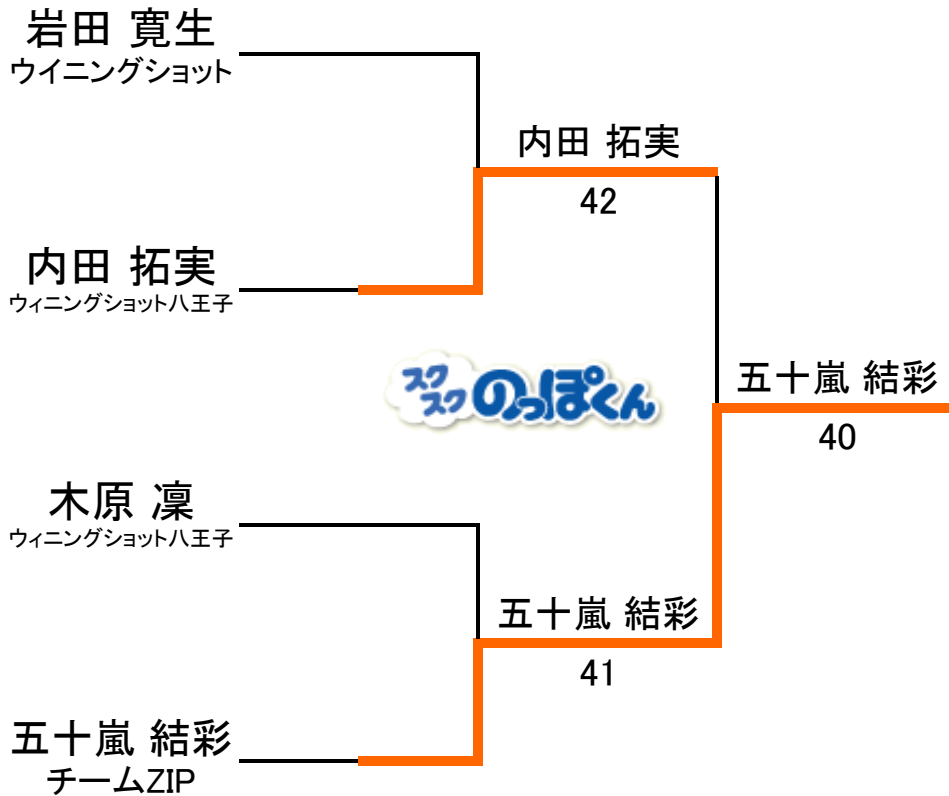 岩田 寛生
ウイニングショット
内田 拓実
42
内田 拓実
ウィニングショット八王子
スク
スク のっぽくん
五十嵐 結彩
40
木原 凜
ウィニングショット八王子
五十嵐 結彩
41
五十嵐 結彩
チームZIP